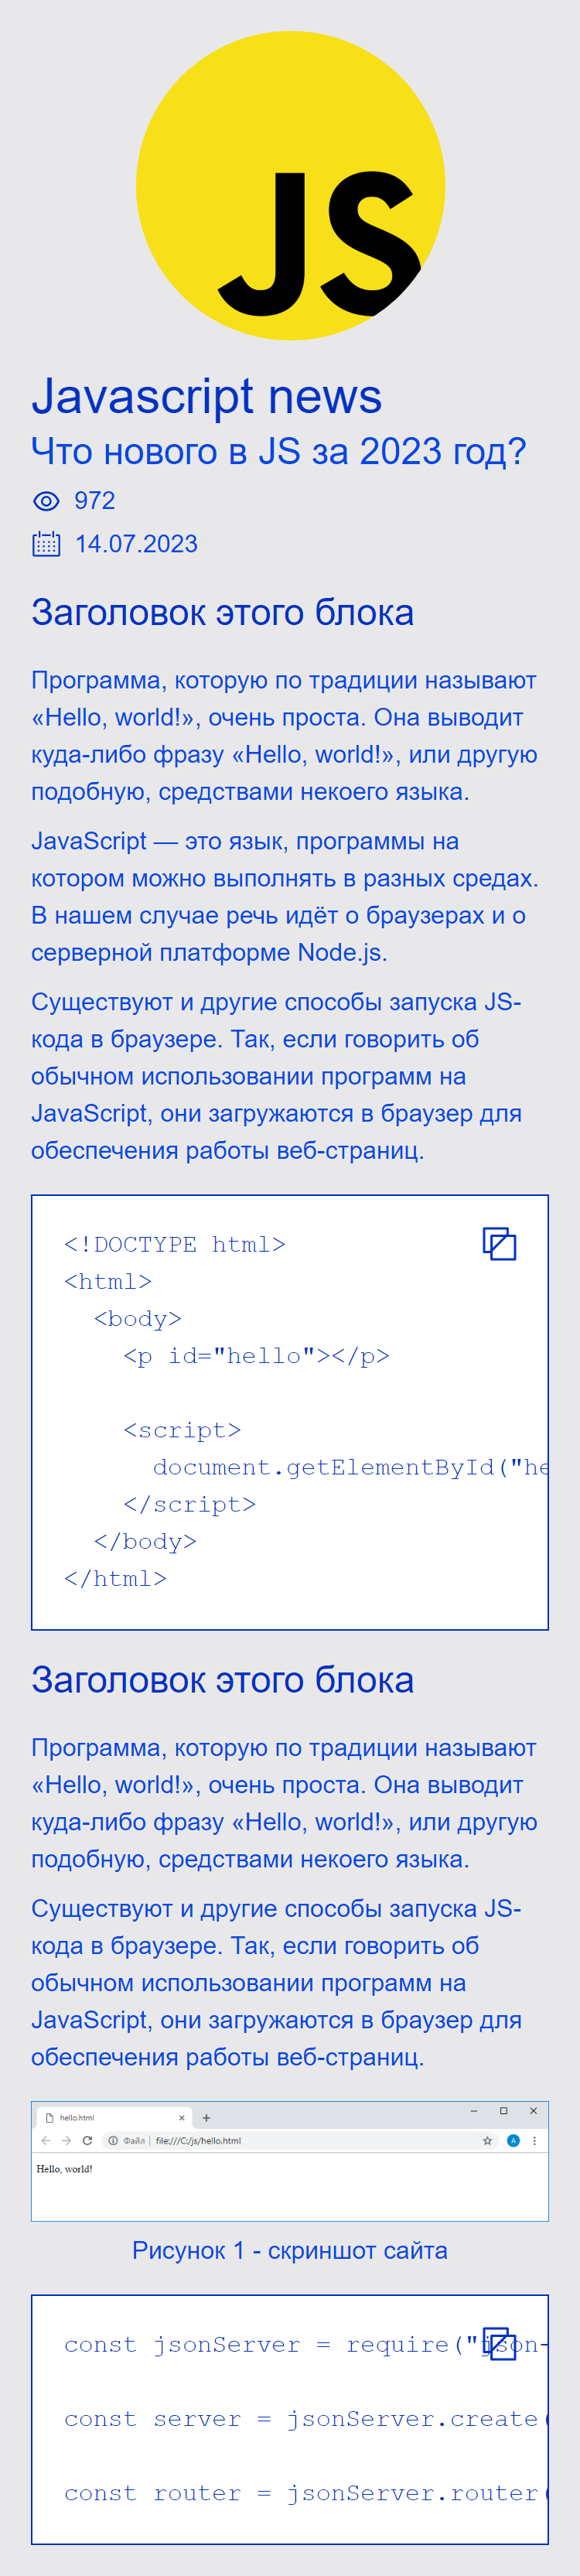 JS
Javascript news
Что нового в JS за 2023 год?
972
14.07.2023
Заголовок этого блока
Программа, которую по традиции называют
«Hello, world!», очень проста. Она выводит
куда-либо фразу «Hello, world!», или другую
подобную, средствами некоего языка.
JavaScript — это язык, программы на
котором можно выполнять в разных средах.
В нашем случае речь идёт о браузерах и о
серверной платформе Node.js.
Существуют и другие способы запуска JS-
кода в браузере. Так, если говорить об
обычном использовании программ на
JavaScript, они загружаются в браузер для
обеспечения работы веб-страниц.
<!DOCTYPE html>
<html>
  <body>
    <p id="hello"></p>
    <script>
      document.getElementById("he
    </script>
  </body>
</html>
Заголовок этого блока
Программа, которую по традиции называют
«Hello, world!», очень проста. Она выводит
куда-либо фразу «Hello, world!», или другую
подобную, средствами некоего языка.
Существуют и другие способы запуска JS-
кода в браузере. Так, если говорить об
обычном использовании программ на
JavaScript, они загружаются в браузер для
обеспечения работы веб-страниц.
hello.html
Файл file:///C:/js/hello.html A
Hello, world!
Рисунок 1 - скриншот сайта
const jsonServer = require("json-
const server = jsonServer.create(
const router = jsonServer.router(